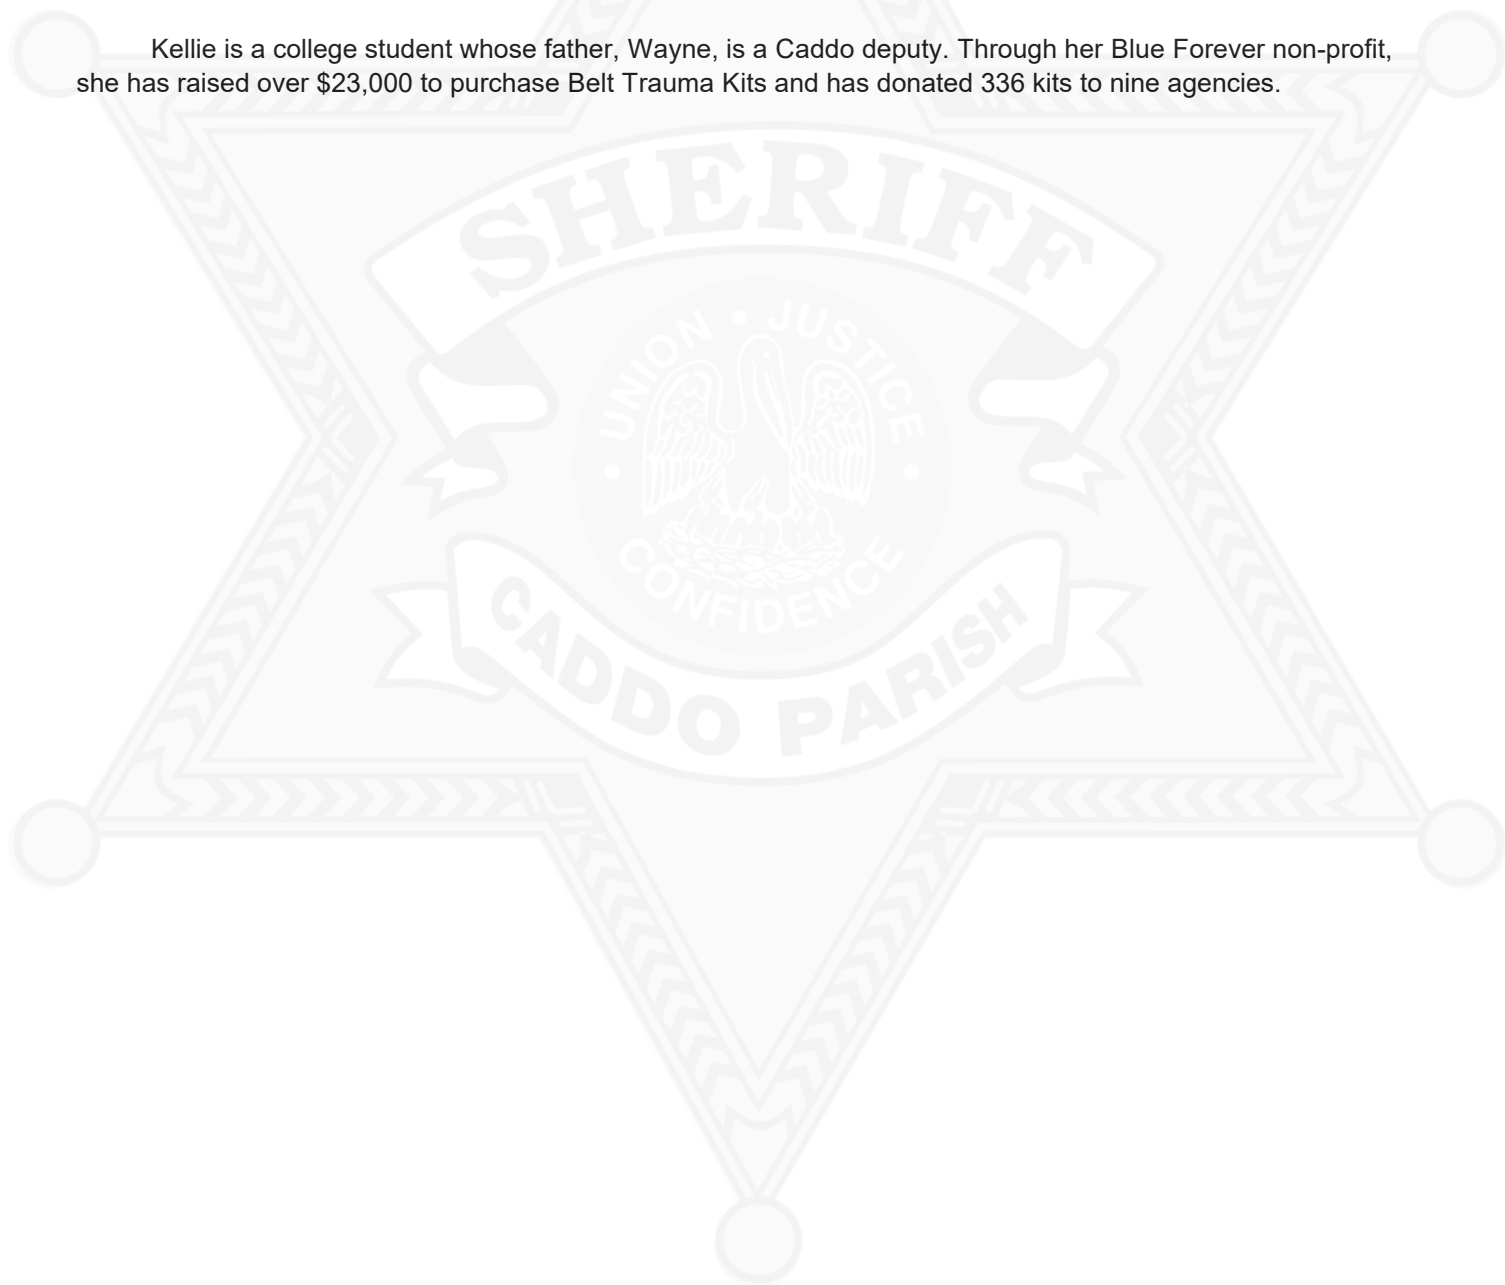 Kellie is a college student whose father, Wayne, is a Caddo deputy. Through her Blue Forever non-profit,
she has raised over $23,000 to purchase Belt Trauma Kits and has donated 336 kits to nine agencies.
SHERIFF
UNION • JUSTICE
• CONFIDENCE •
CADDO PARISH